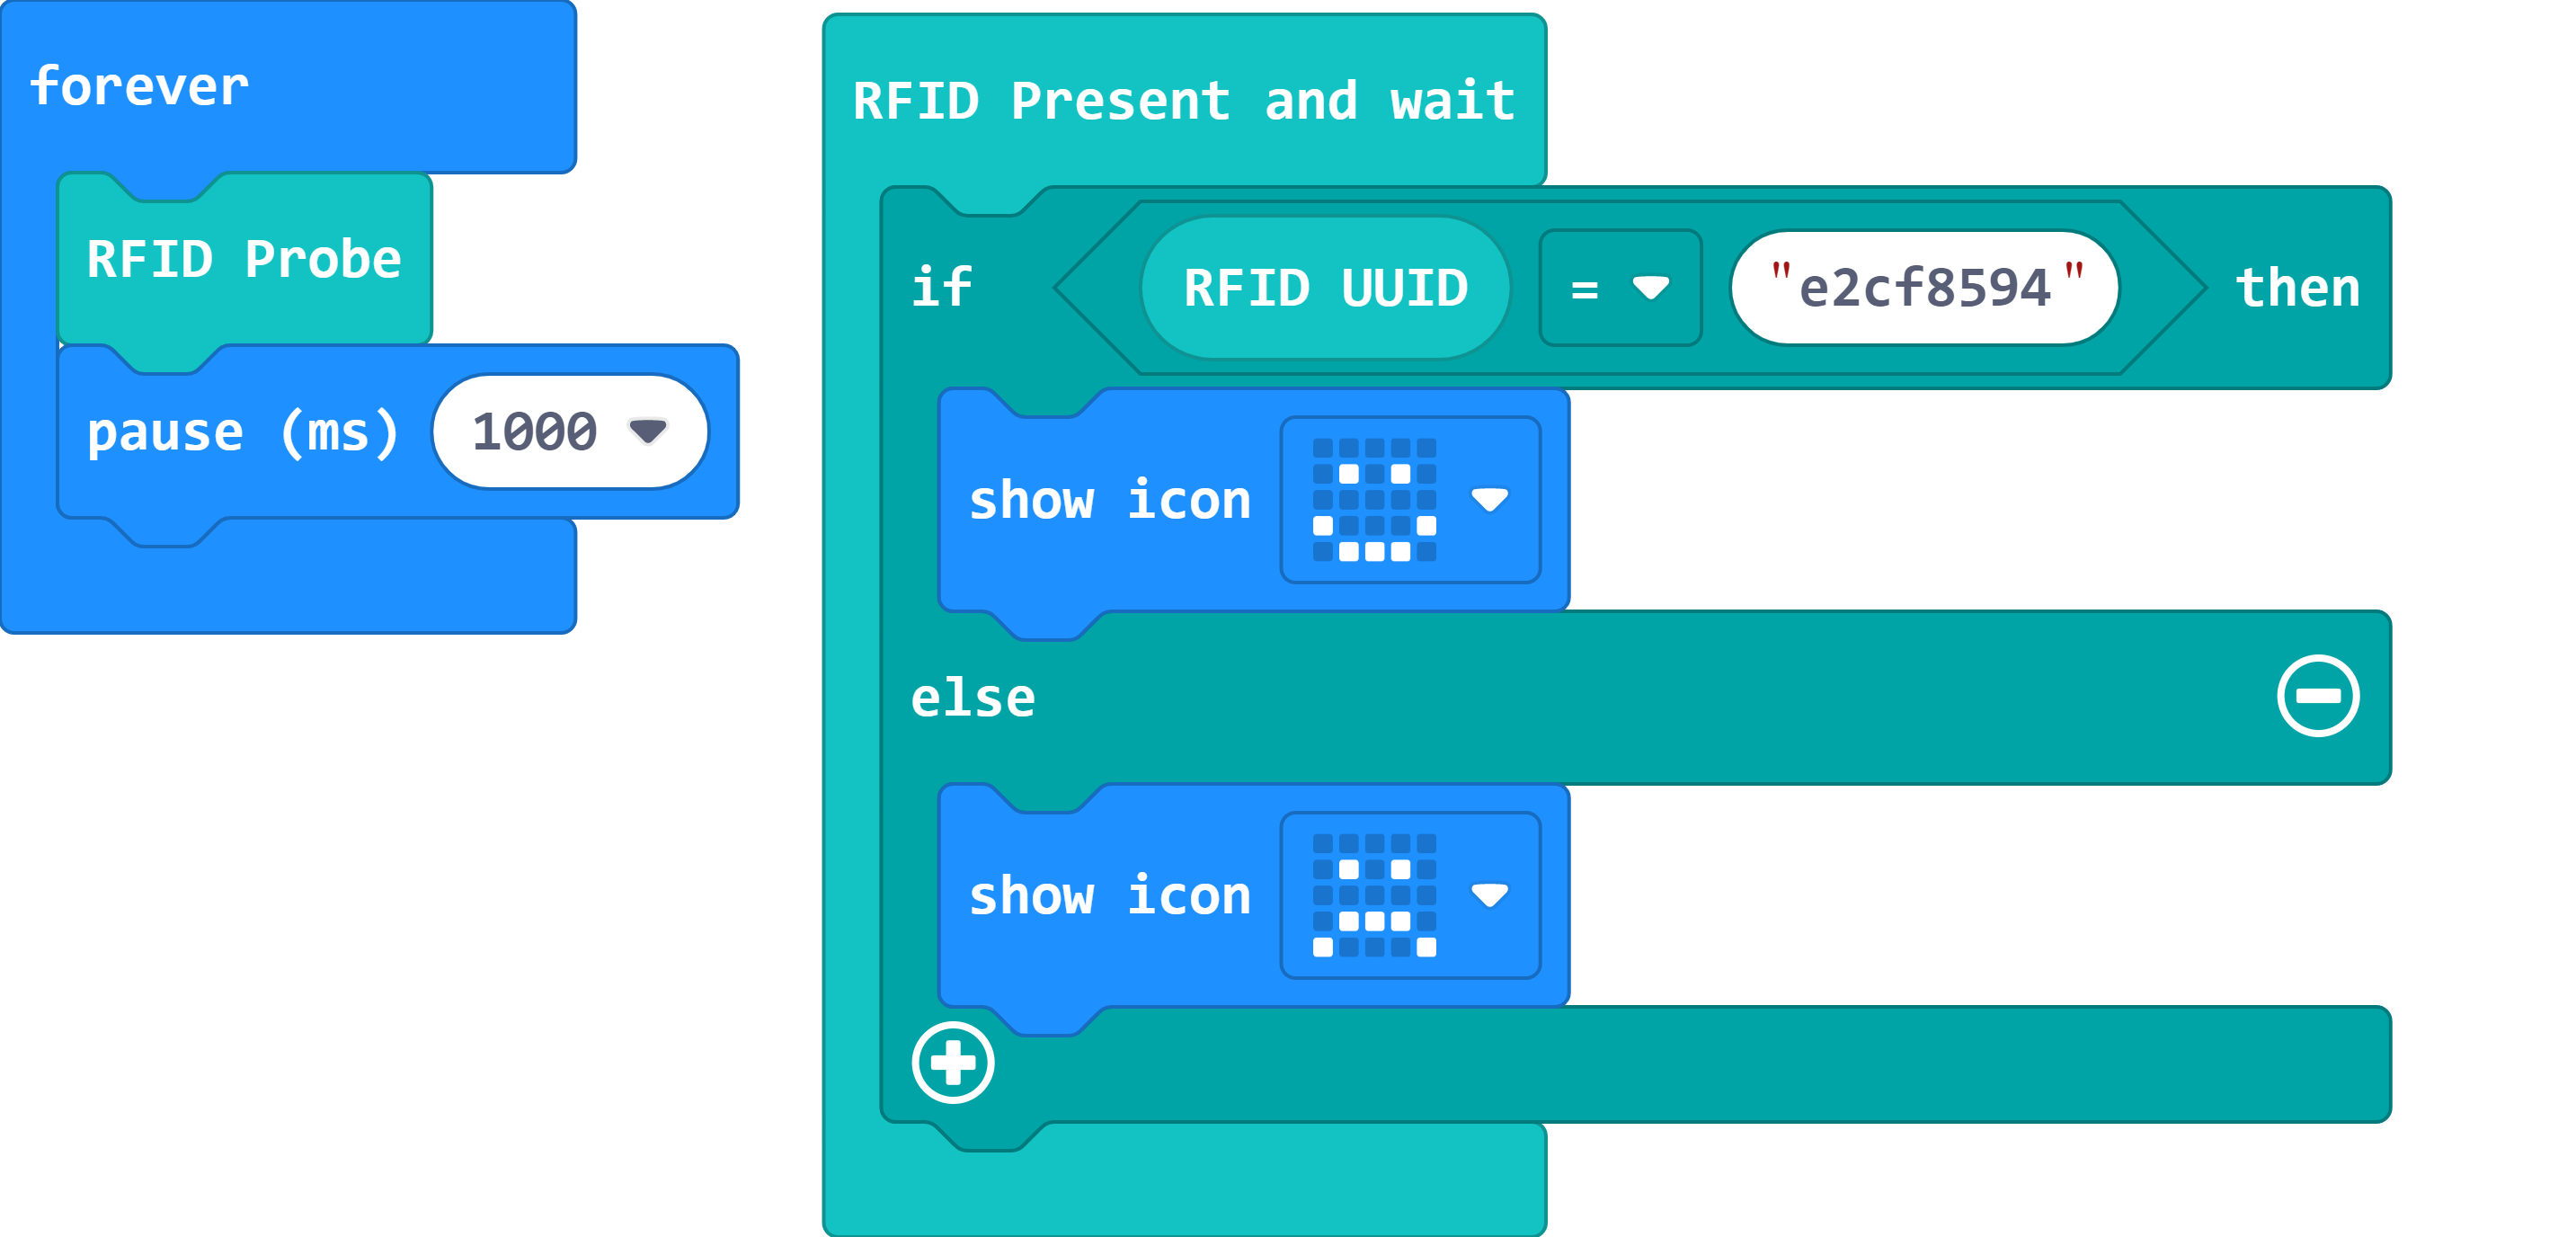 forever
RFID Probe
pause (ms) 1000
RFID Present and wait
if RFID UUID = "e2cf8594" then
show icon
else
show icon